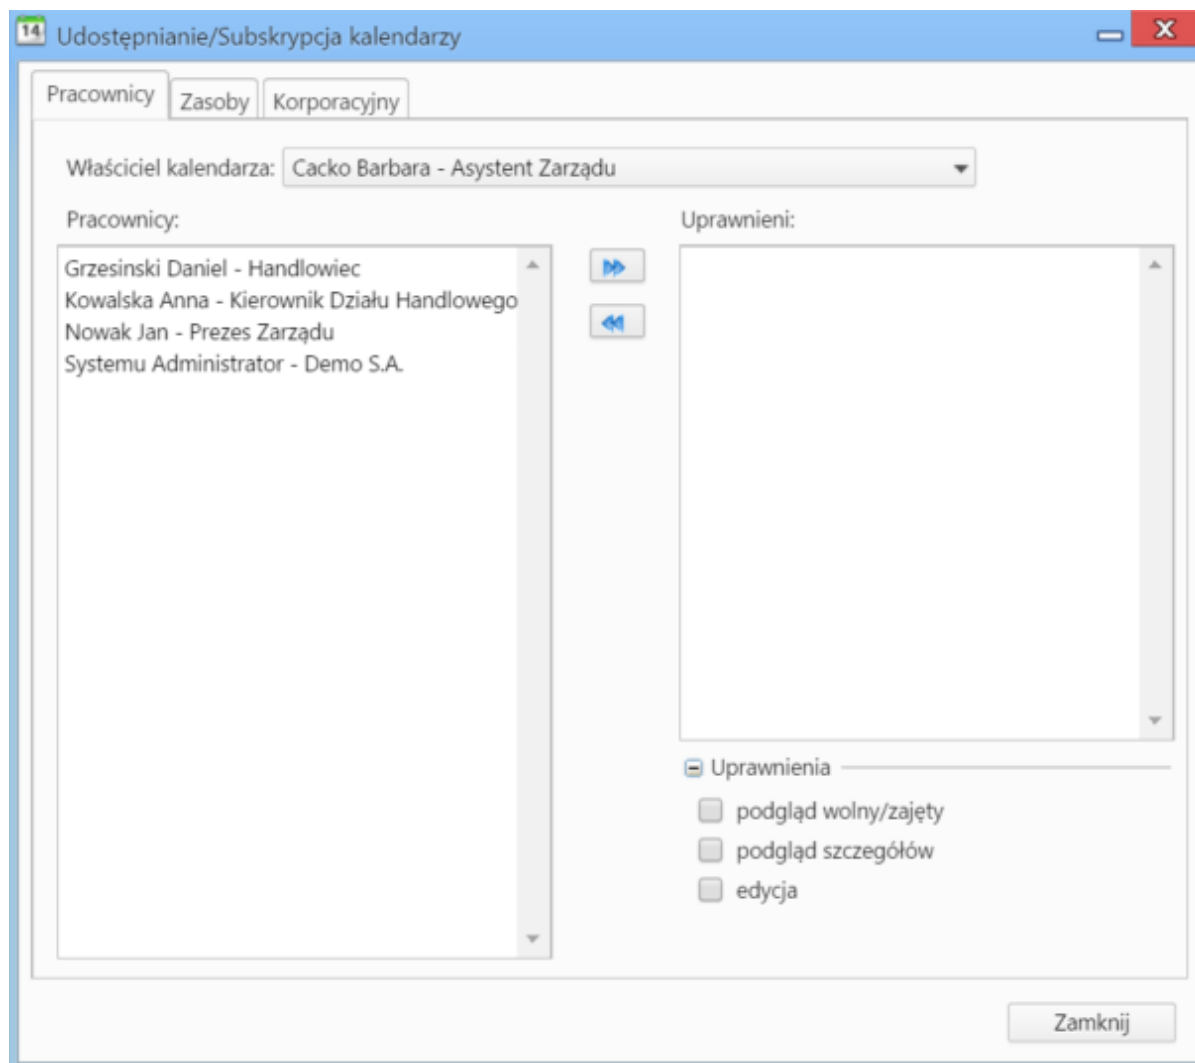 14 Udostępnianie/Subskrypcja kalendarzy
Pracownicy Zasoby Korporacyjny
Właściciel kalendarza: Cacko Barbara - Asystent Zarządu
Pracownicy:
Grzesinski Daniel - Handlowiec
Kowalska Anna - Kierownik Działu Handlowego
Nowak Jan - Prezes Zarządu
Systemu Administrator - Demo S.A.
Uprawnieni:
Uprawnienia
podgląd wolny/zajęty
podgląd szczegółów
edycja
Zamknij